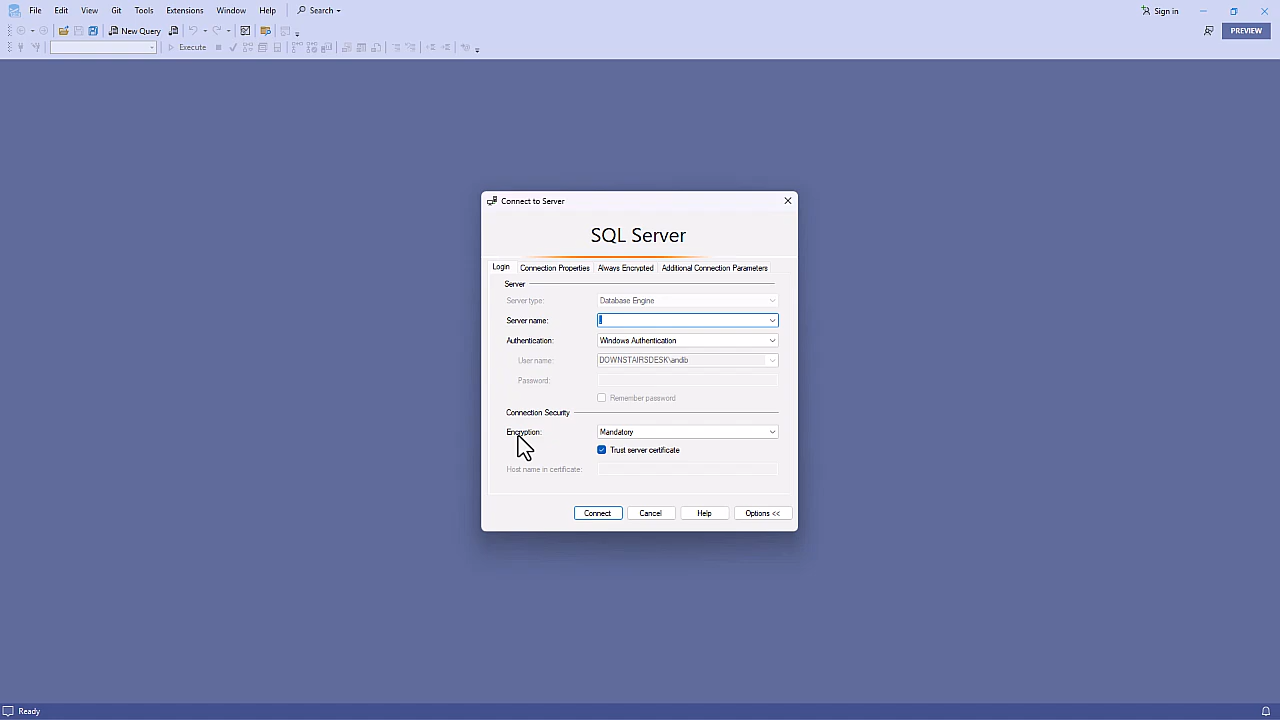 File Edit View Git Tools Extensions Window Help Search Sign in
New Query PREVIEW
Execute
Connect to Server
SQL Server
Login Connection Properties Always Encrypted Additional Connection Parameters
Server
Server type: Database Engine
Server name:
Authentication: Windows Authentication
User name: DOWNSTAIRSDESK\andib
Password:
Remember password
Connection Security
Encryption: Mandatory
Trust server certificate
Host name in certificate:
Connect Cancel Help Options <<
Ready